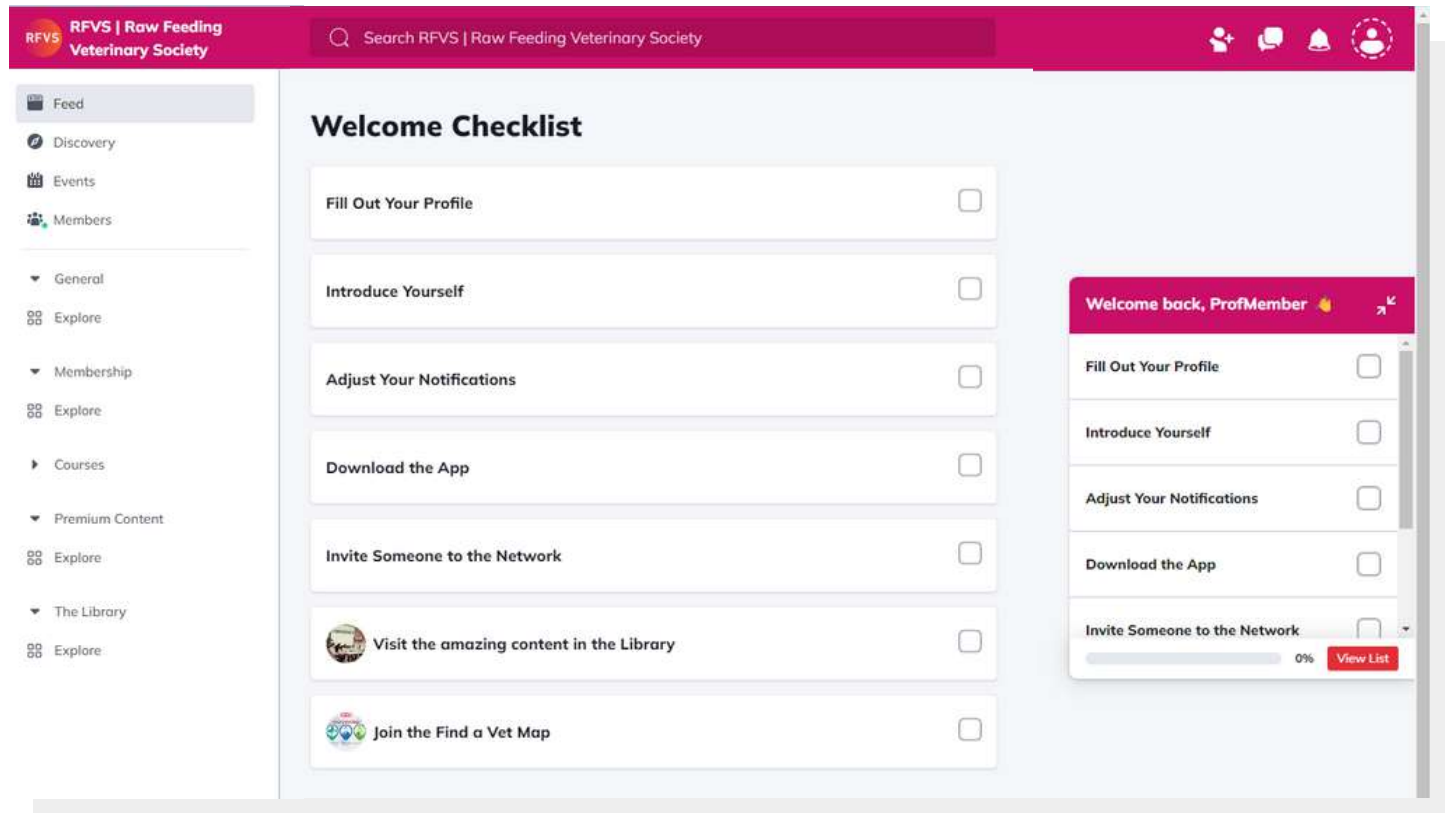 RFVS
RFVS | Raw Feeding
Veterinary Society
Search RFVS | Raw Feeding Veterinary Society
Feed
Discovery
Events
Members
General
Explore
Membership
Explore
Courses
Premium Content
Explore
The Library
Explore
Welcome Checklist
Fill Out Your Profile
Introduce Yourself
Adjust Your Notifications
Download the App
Invite Someone to the Network
Visit the amazing content in the Library
Join the Find a Vet Map
Welcome back, ProfMember 👋
Fill Out Your Profile
Introduce Yourself
Adjust Your Notifications
Download the App
Invite Someone to the Network
0% View List